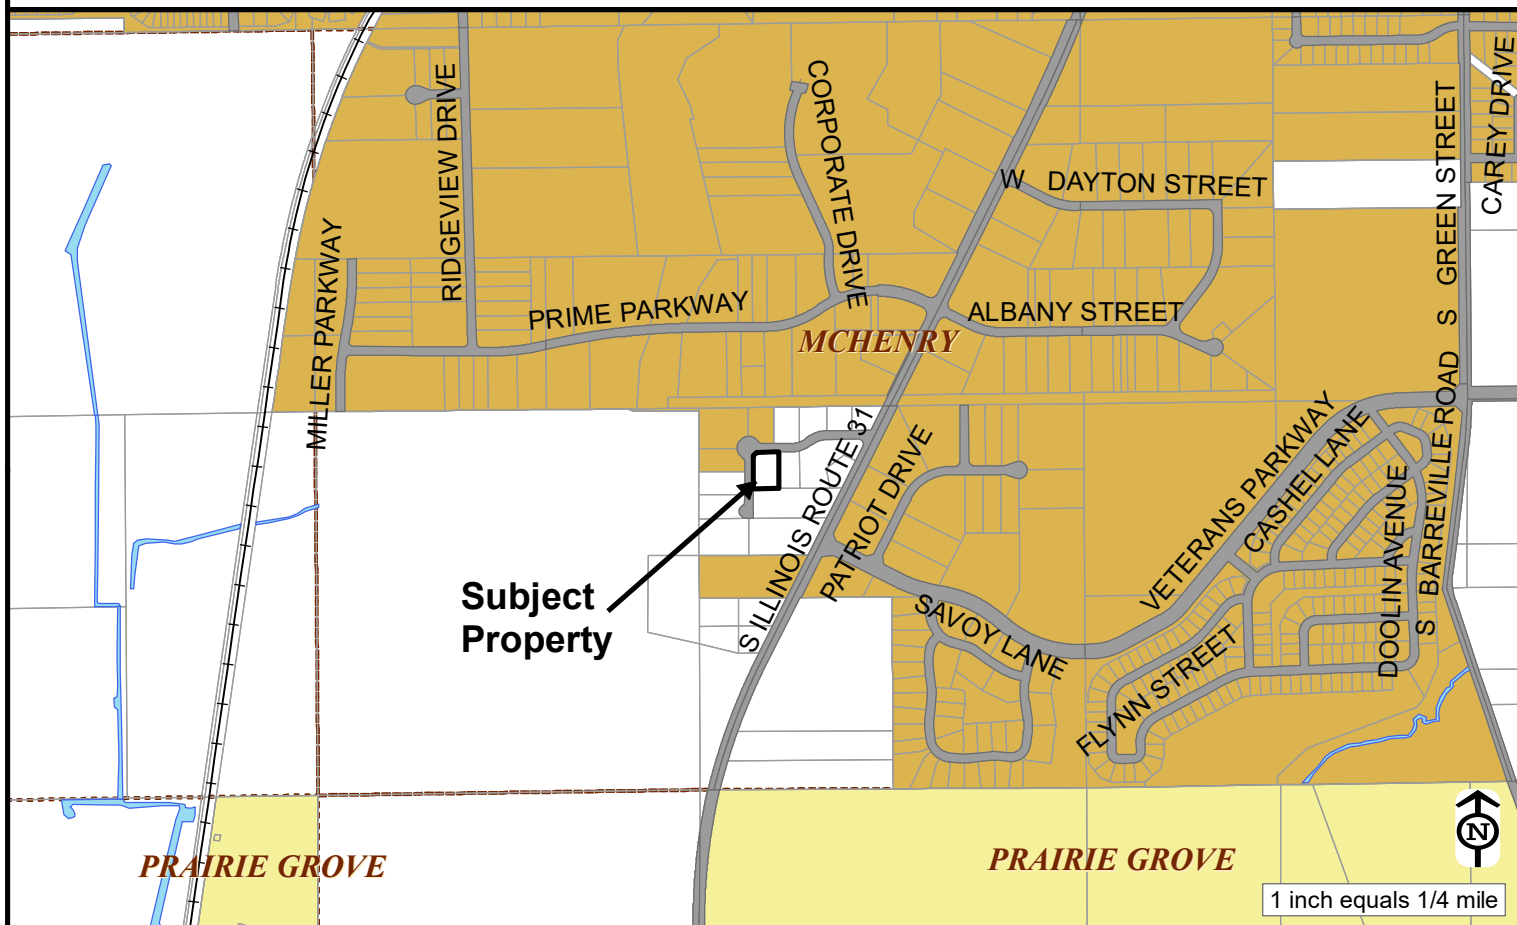 CORPORATE DRIVE
RIDGEVIEW DRIVE
CAREY DRIVE
S GREEN STREET
W DAYTON STREET
MILLER PARKWAY
PRIME PARKWAY
ALBANY STREET
MCHENRY
S BARREVILLE ROAD S
VETERANS PARKWAY
CASHEL LANE
S ILLINOIS ROUTE 31
PATRIOT DRIVE
DOOLIN AVENUE
Subject
Property
SAVOY LANE
FLYNN STREET
PRAIRIE GROVE
PRAIRIE GROVE
N
1 inch equals 1/4 mile